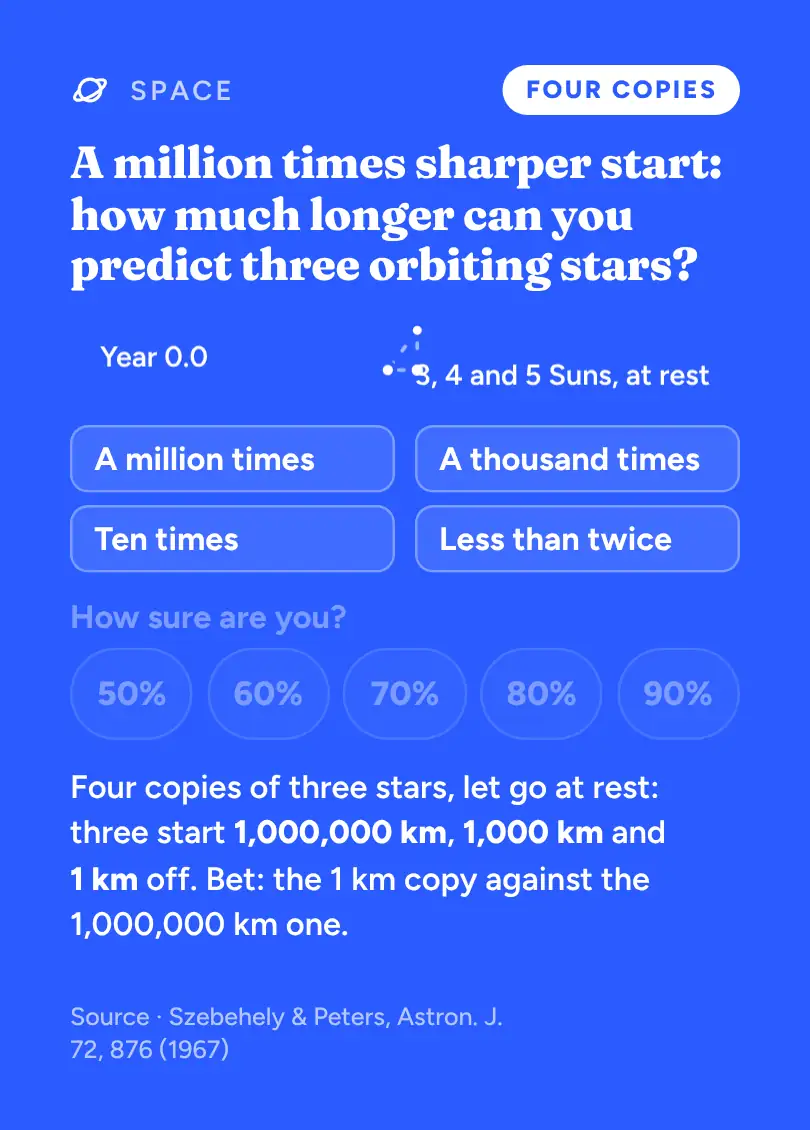 SPACE
FOUR COPIES
A million times sharper start:
how much longer can you
predict three orbiting stars?
Year 0.0
3, 4 and 5 Suns, at rest
A million times
A thousand times
Ten times
Less than twice
How sure are you?
50%
60%
70%
80%
90%
Four copies of three stars, let go at rest:
three start 1,000,000 km, 1,000 km and
1 km off. Bet: the 1 km copy against the
1,000,000 km one.
Source · Szebehely & Peters, Astron. J.
72, 876 (1967)